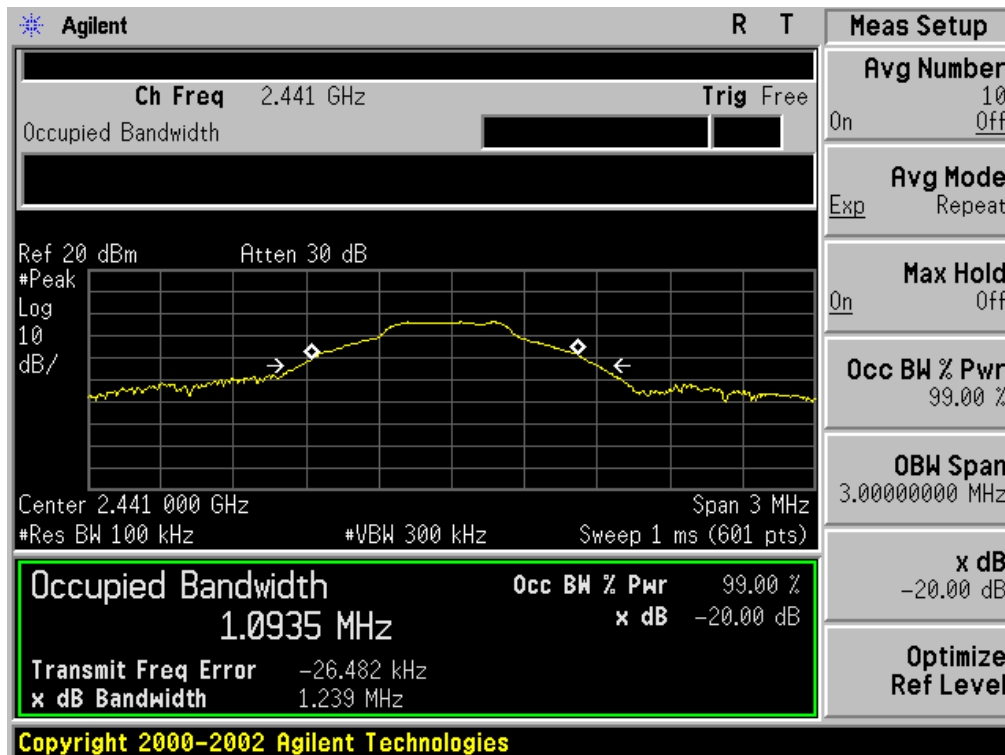 Agilent R T
Ch Freq 2.441 GHz Trig Free
Occupied Bandwidth
Ref 20 dBm Atten 30 dB
#Peak
Log
10
dB/
Center 2.441 000 GHz Span 3 MHz
#Res BW 100 kHz #VBW 300 kHz Sweep 1 ms (601 pts)
Occupied Bandwidth Occ BW % Pwr 99.00 %
1.0935 MHz x dB -20.00 dB
Transmit Freq Error -26.482 kHz
x dB Bandwidth 1.239 MHz
Copyright 2000-2002 Agilent Technologies
Meas Setup
Avg Number
10
On Off
Avg Mode
Exp Repeat
Max Hold
On Off
Occ BW % Pwr
99.00 %
OBW Span
3.00000000 MHz
x dB
-20.00 dB
Optimize
Ref Level